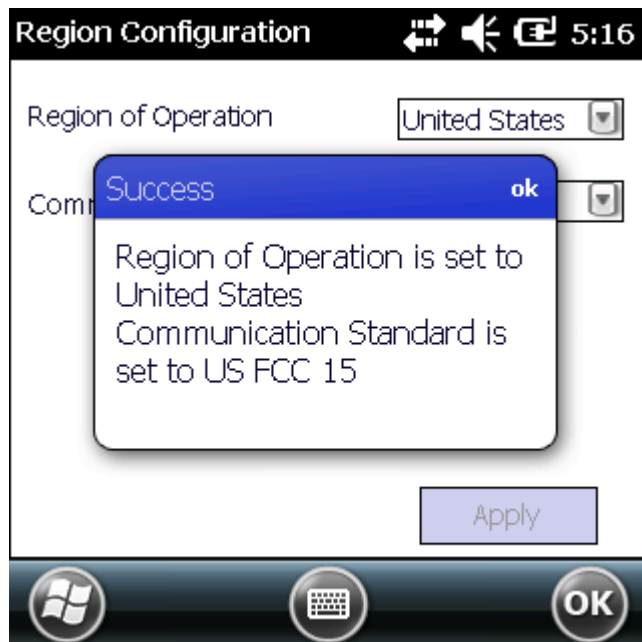 Region Configuration 5:16
Region of Operation United States
Success ok
Region of Operation is set to
United States
Communication Standard is
set to US FCC 15
Apply
OK